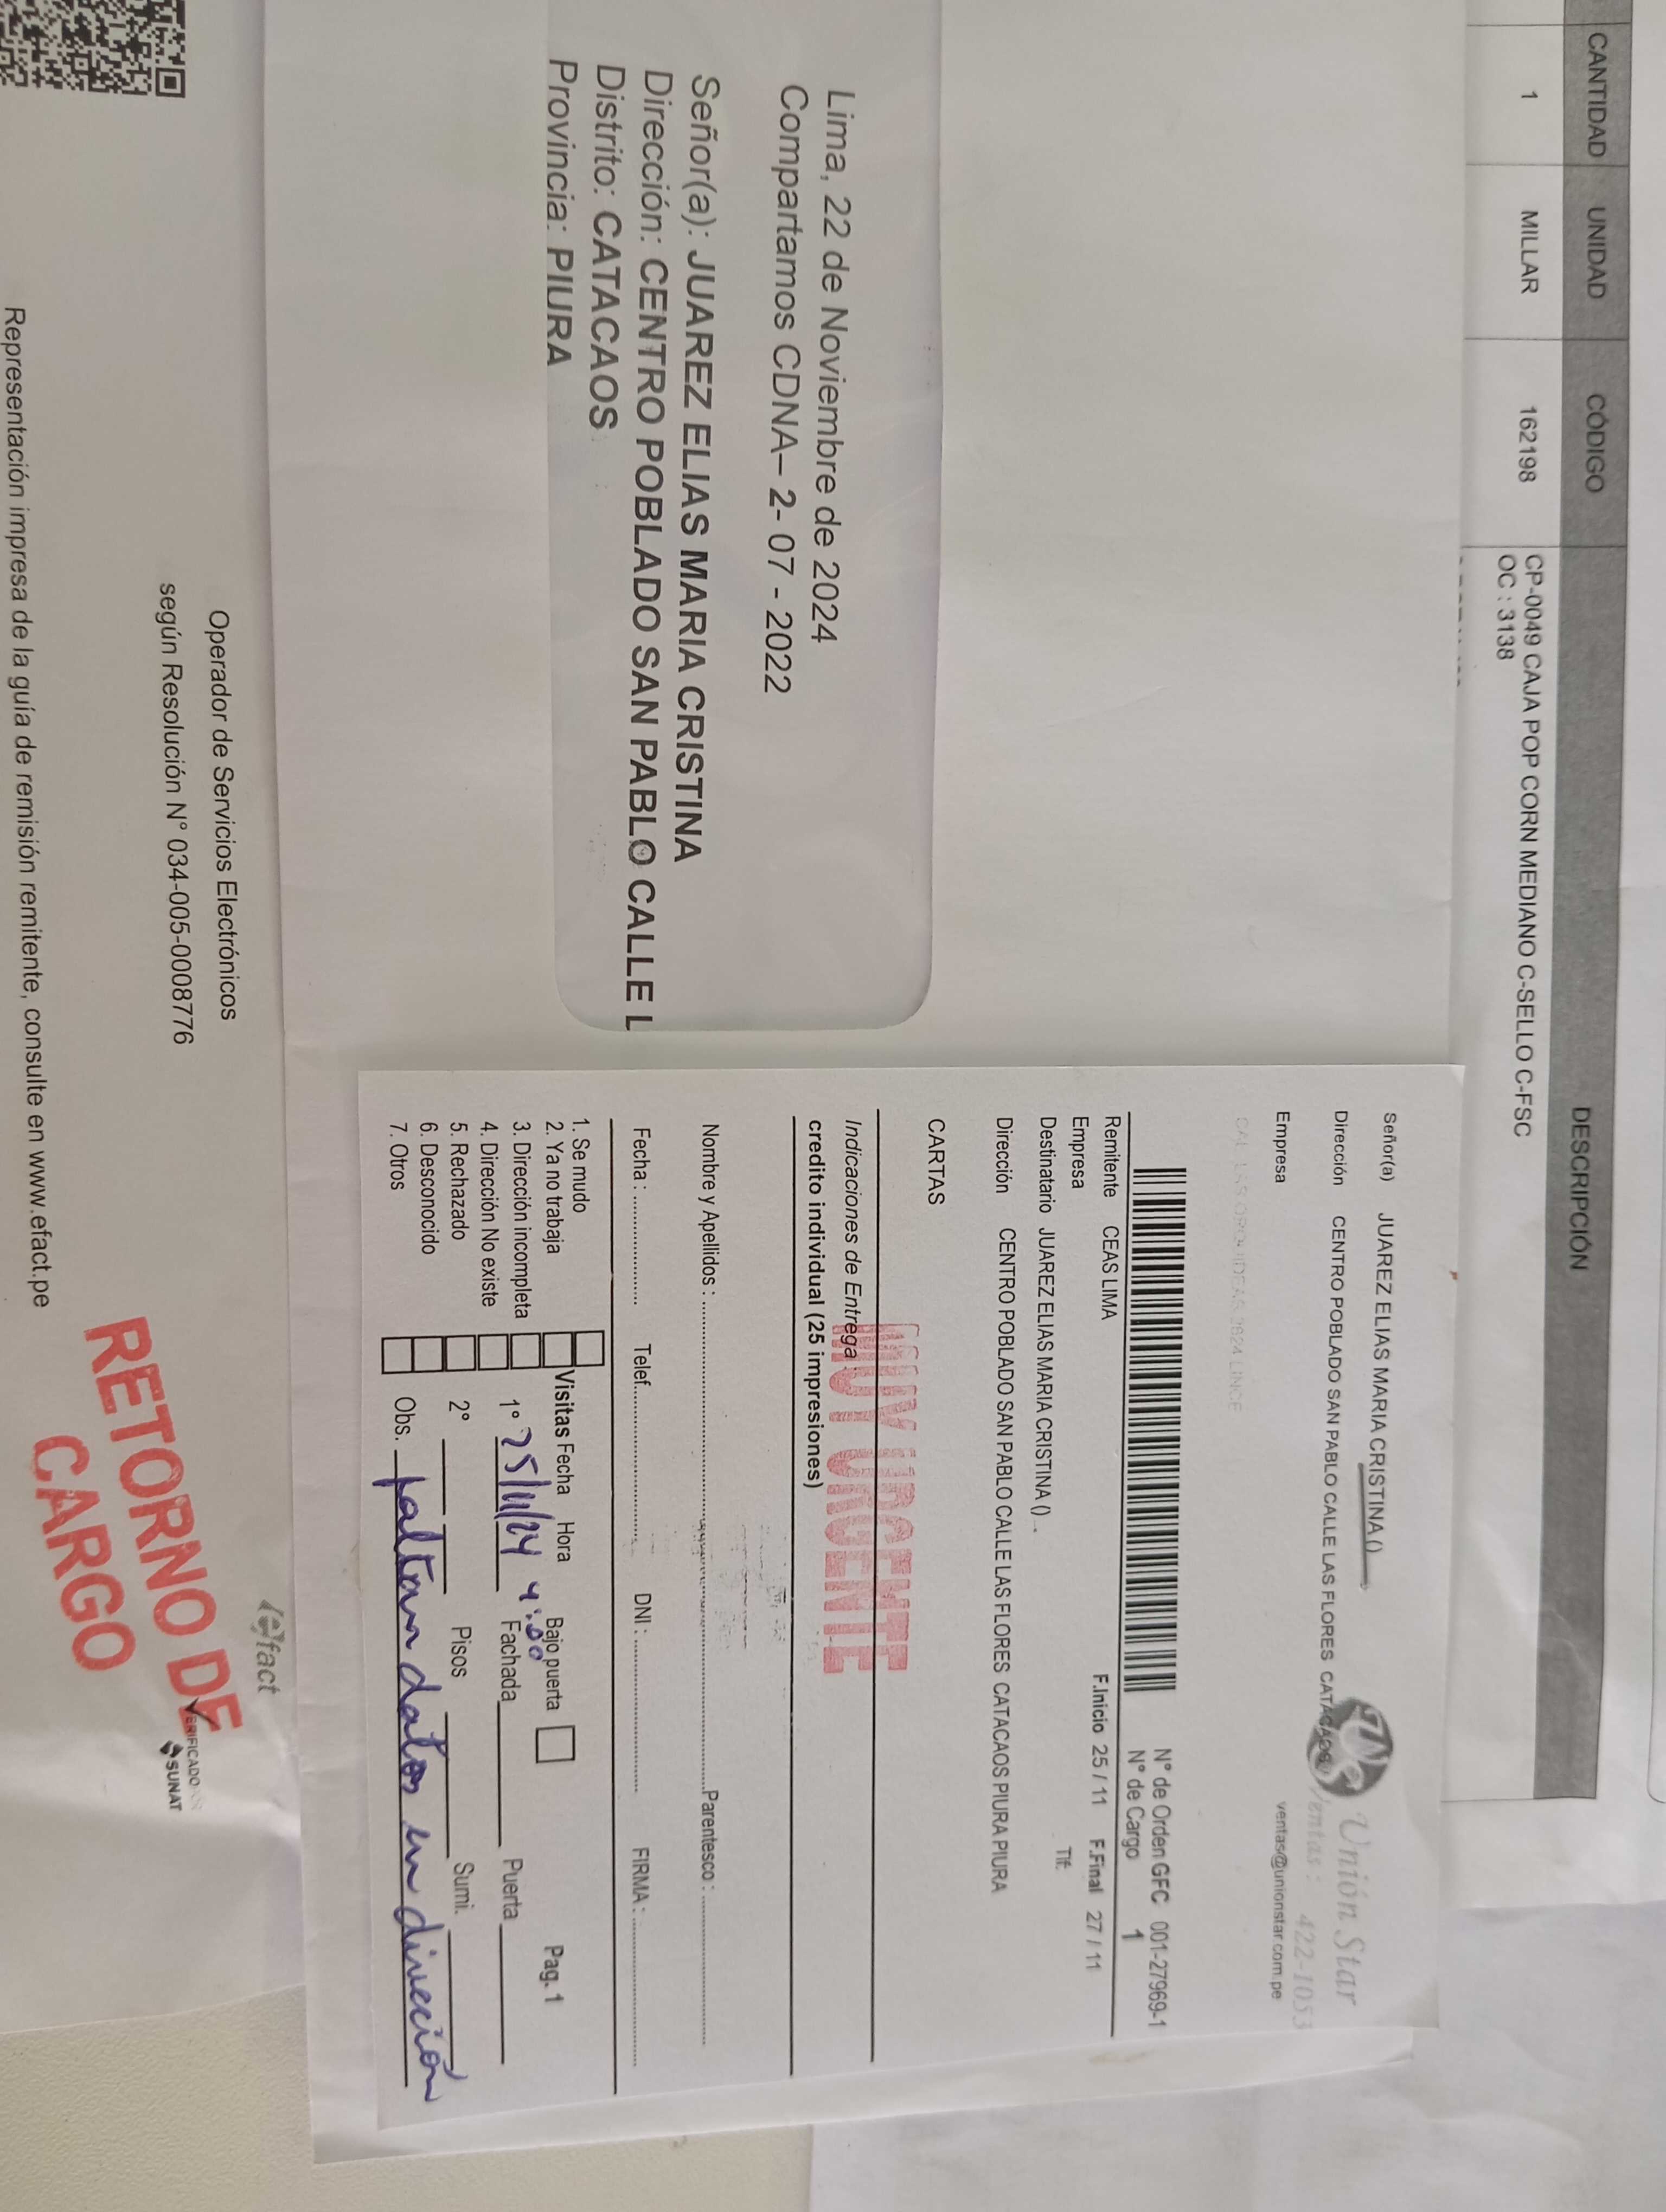 CANTIDAD UNIDAD CÓDIGO DESCRIPCIÓN
1 MILLAR 162198 CP-0049 CAJA POP CORN MEDIANO C-SELLO C-FSC
OC : 3138
Lima, 22 de Noviembre de 2024
Compartamos CDNA– 2- 07 - 2022
Señor(a): JUAREZ ELIAS MARIA CRISTINA
Dirección: CENTRO POBLADO SAN PABLO CALLE L
Distrito: CATACAOS
Provincia: PIURA
Señor(a) JUAREZ ELIAS MARIA CRISTINA ()
Dirección CENTRO POBLADO SAN PABLO CALLE LAS FLORES CATACAOS
Empresa
Unión Star
Ventas: 422-1053
ventas@unionstar.com.pe
N° de Orden GFC 001-27969-1
N° de Cargo 1
Remitente CEAS LIMA F.Inicio 25 / 11 F.Final 27 / 11
Empresa Tlf:
Destinatario JUAREZ ELIAS MARIA CRISTINA () .
Dirección CENTRO POBLADO SAN PABLO CALLE LAS FLORES CATACAOS PIURA PIURA
CARTAS
MUY URGENTE
Indicaciones de Entrega
credito individual (25 impresiones)
Nombre y Apellidos : Parentesco :
Fecha : Telef. DNI : FIRMA :
1. Se mudo
2. Ya no trabaja Visitas Fecha Hora Bajo puerta Pag. 1
3. Dirección incompleta 1° 25/11/24 4:00 Fachada Puerta
4. Dirección No existe
5. Rechazado 2° Pisos Sumi.
6. Desconocido
7. Otros Obs. faltan datos en dirección
Operador de Servicios Electrónicos
según Resolución N° 034-005-0008776
efact
VERIFICADO
SUNAT
RETORNO DE
CARGO
Representación impresa de la guía de remisión remitente, consulte en www.efact.pe